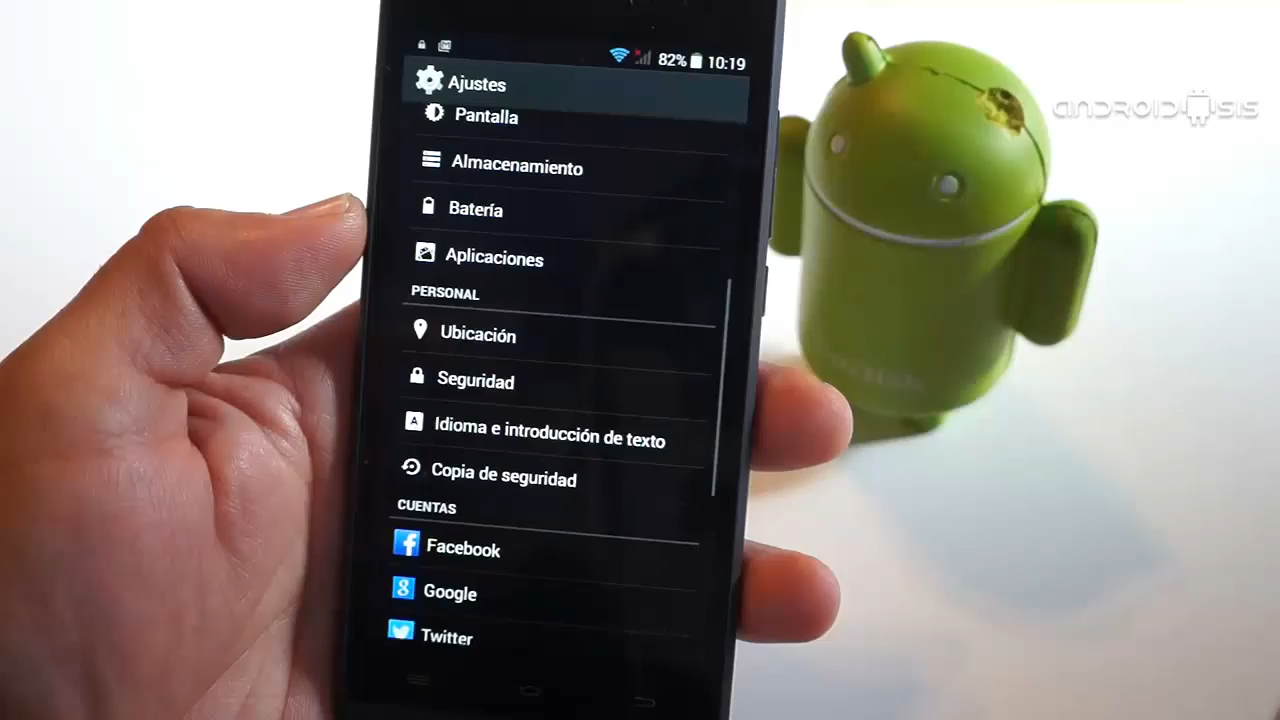 82% 10:19
Ajustes
Pantalla
Almacenamiento
Batería
Aplicaciones
PERSONAL
Ubicación
Seguridad
Idioma e introducción de texto
Copia de seguridad
CUENTAS
Facebook
Google
Twitter
ANDROIDSIS